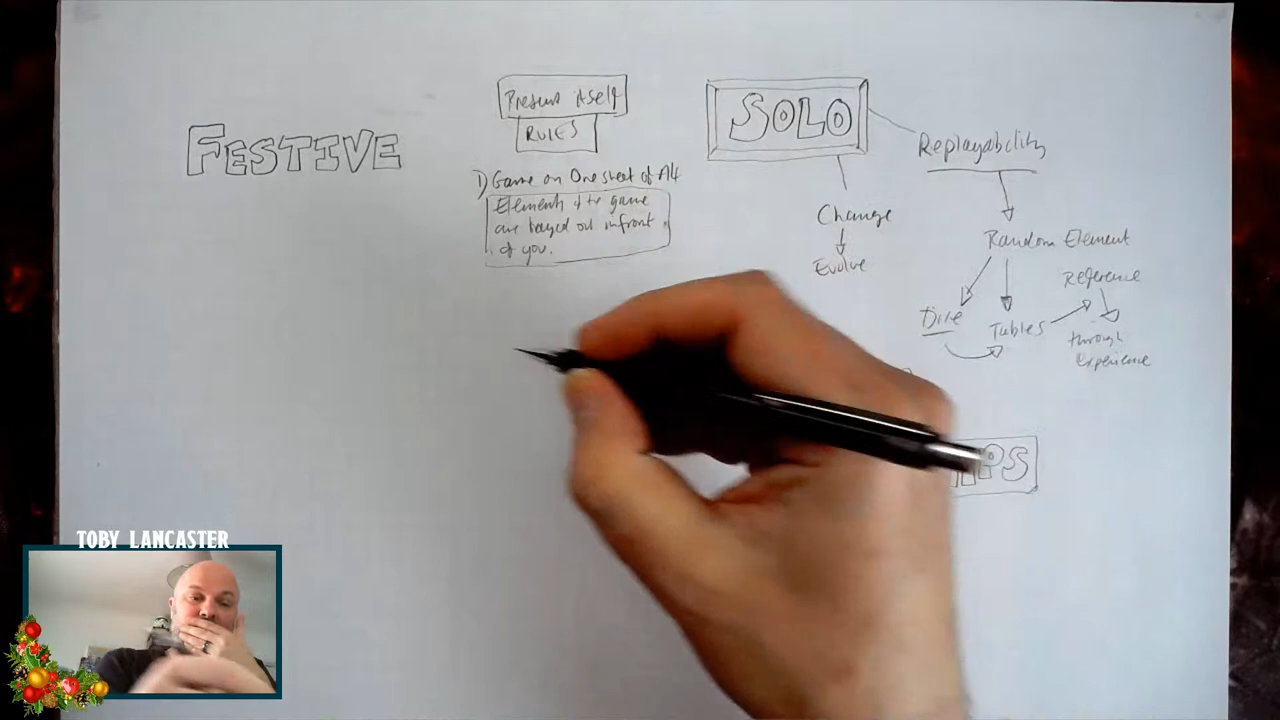 FESTIVE
Present itself
RULES
1) Game on One sheet of A4
Elements of the game
are layed out infront
of you.
SOLO
Replayability
Change
Evolve
Random Element
Dice
Tables
Reference
through
Experience
PS
TOBY LANCASTER